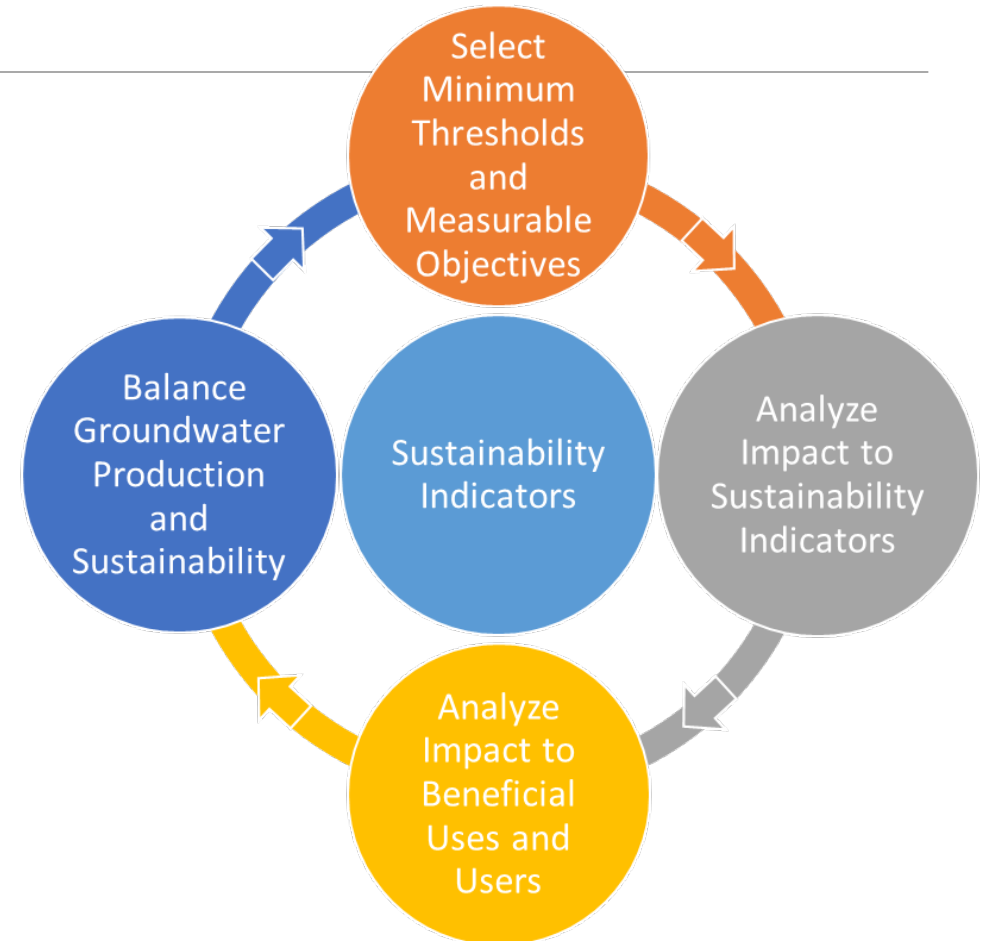 Select
Minimum
Thresholds
and
Measurable
Objectives
Balance
Groundwater
Production
and
Sustainability
Sustainability
Indicators
Analyze
Impact to
Sustainability
Indicators
Analyze
Impact to
Beneficial
Uses and
Users